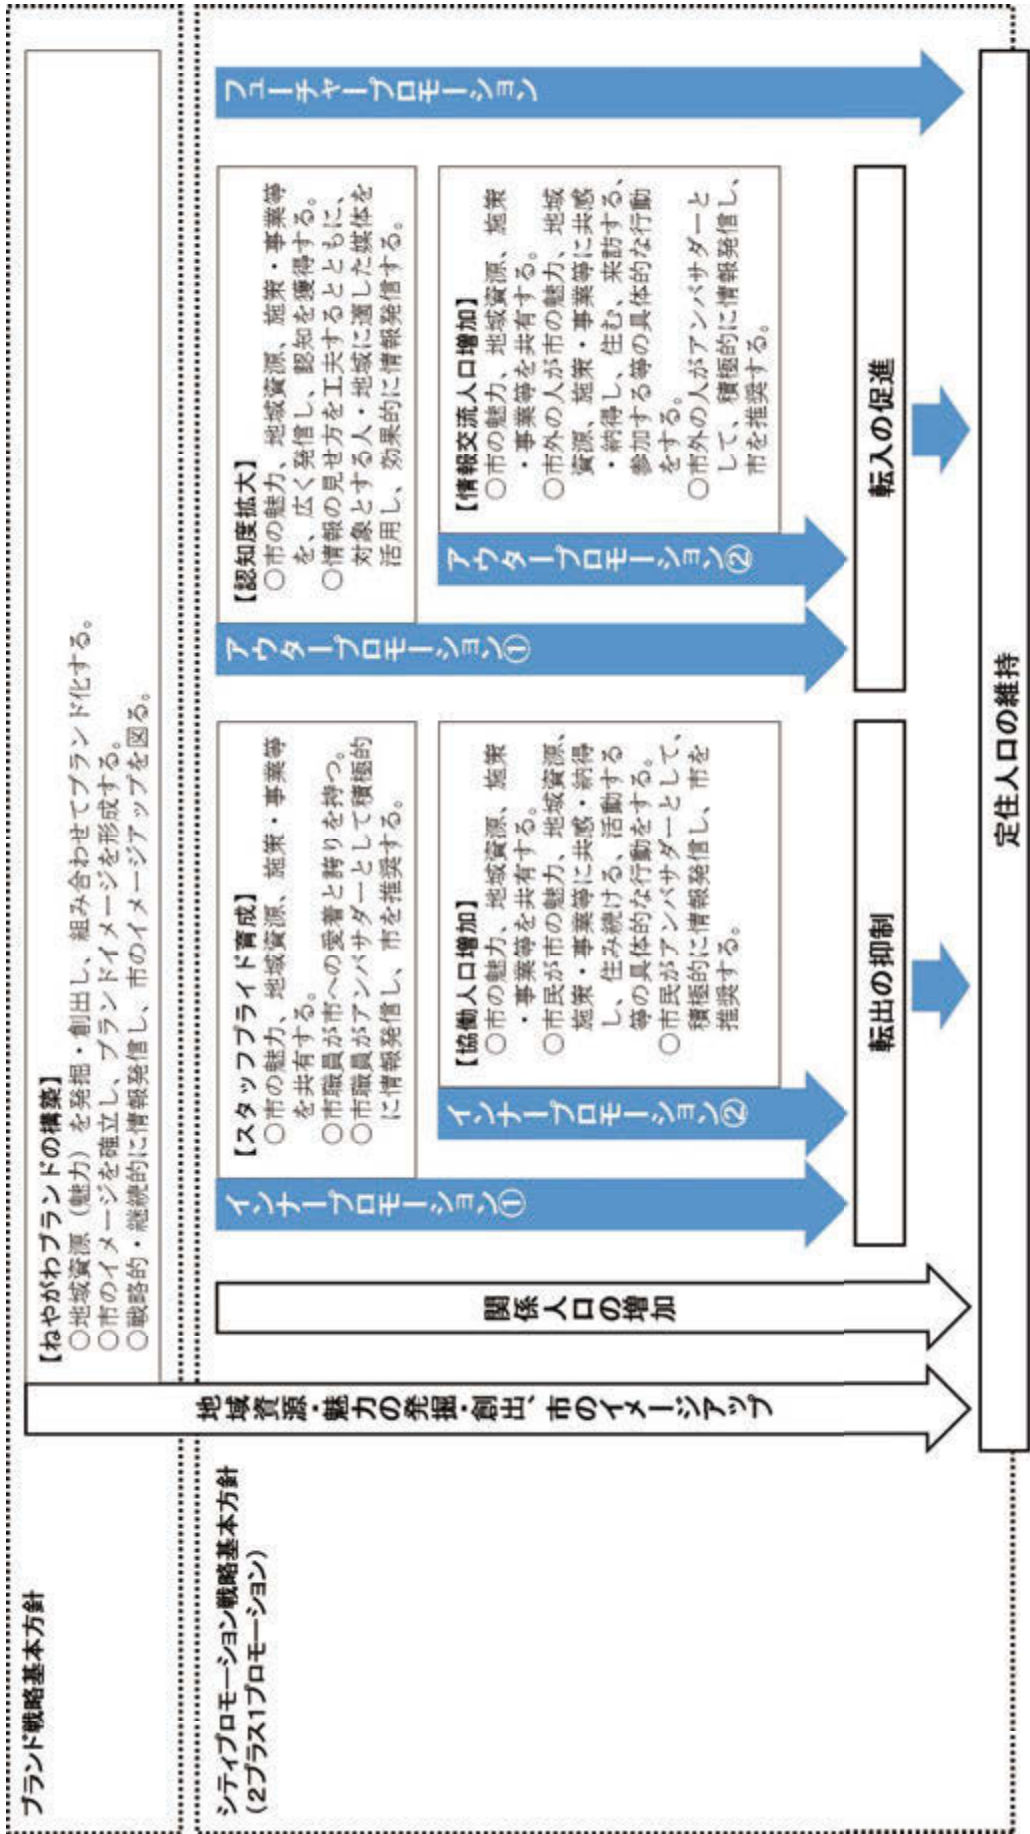 ブランド戦略基本方針
【ねやがわブランドの構築】
○地域資源（魅力）を発掘・創出し、組み合わせてブランド化する。
○市のイメージを確立し、ブランドイメージを形成する。
○戦略的・継続的に情報発信し、市のイメージアップを図る。
シティプロモーション戦略基本方針
(2プラス1プロモーション)
地域資源・魅力の発掘・創出、市のイメージアップ
関係人口の増加
インナープロモーション①
【スタッフプライド育成】
○市の魅力、地域資源、施策・事業等
を共有する。
○市職員が市への愛着と誇りを持つ。
○市職員がアンバサダーとして積極的
に情報発信し、市を推奨する。
インナープロモーション②
【協働人口増加】
○市の魅力、地域資源、施策
・事業等を共有する。
○市民が市の魅力、地域資源、
施策・事業等に共感・納得
し、住み続ける、活動する
等の具体的な行動をする。
○市民がアンバサダーとして、
積極的に情報発信し、市を
推奨する。
転出の抑制
アウタープロモーション①
【認知度拡大】
○市の魅力、地域資源、施策・事業等
を、広く発信し、認知を獲得する。
○情報の見せ方を工夫するとともに、
対象とする人・地域に適した媒体を
活用し、効果的に情報発信する。
アウタープロモーション②
【情報交流人口増加】
○市の魅力、地域資源、施策
・事業等を共有する。
○市外の人が市の魅力、地域
資源、施策・事業等に共感
・納得し、住む、来訪する、
参加する等の具体的な行動
をする。
○市外の人がアンバサダーと
して、積極的に情報発信し、
市を推奨する。
転入の促進
フューチャープロモーション
定住人口の維持